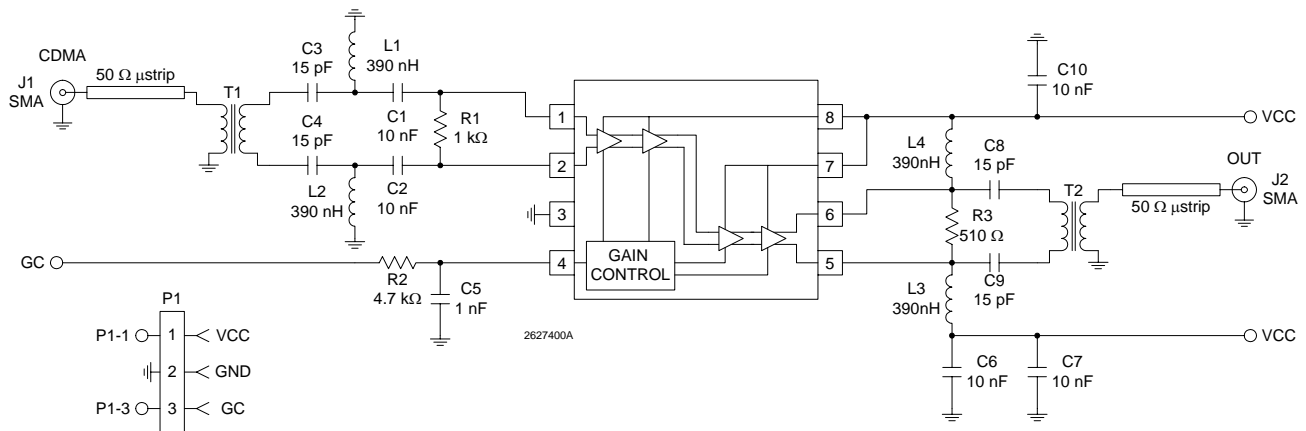 CDMA
J1
SMA
50 Ω μstrip
T1
C3
15 pF
L1
390 nH
C4
15 pF
C1
10 nF
R1
1 kΩ
L2
390 nH
C2
10 nF
1
2
3
4
8
7
6
5
GAIN
CONTROL
GC
R2
4.7 kΩ
C5
1 nF
2627400A
C10
10 nF
VCC
L4
390nH
C8
15 pF
T2
OUT
J2
SMA
50 Ω μstrip
R3
510 Ω
L3
390nH
C9
15 pF
VCC
C6
10 nF
C7
10 nF
P1
P1-1
1
VCC
2
GND
P1-3
3
GC